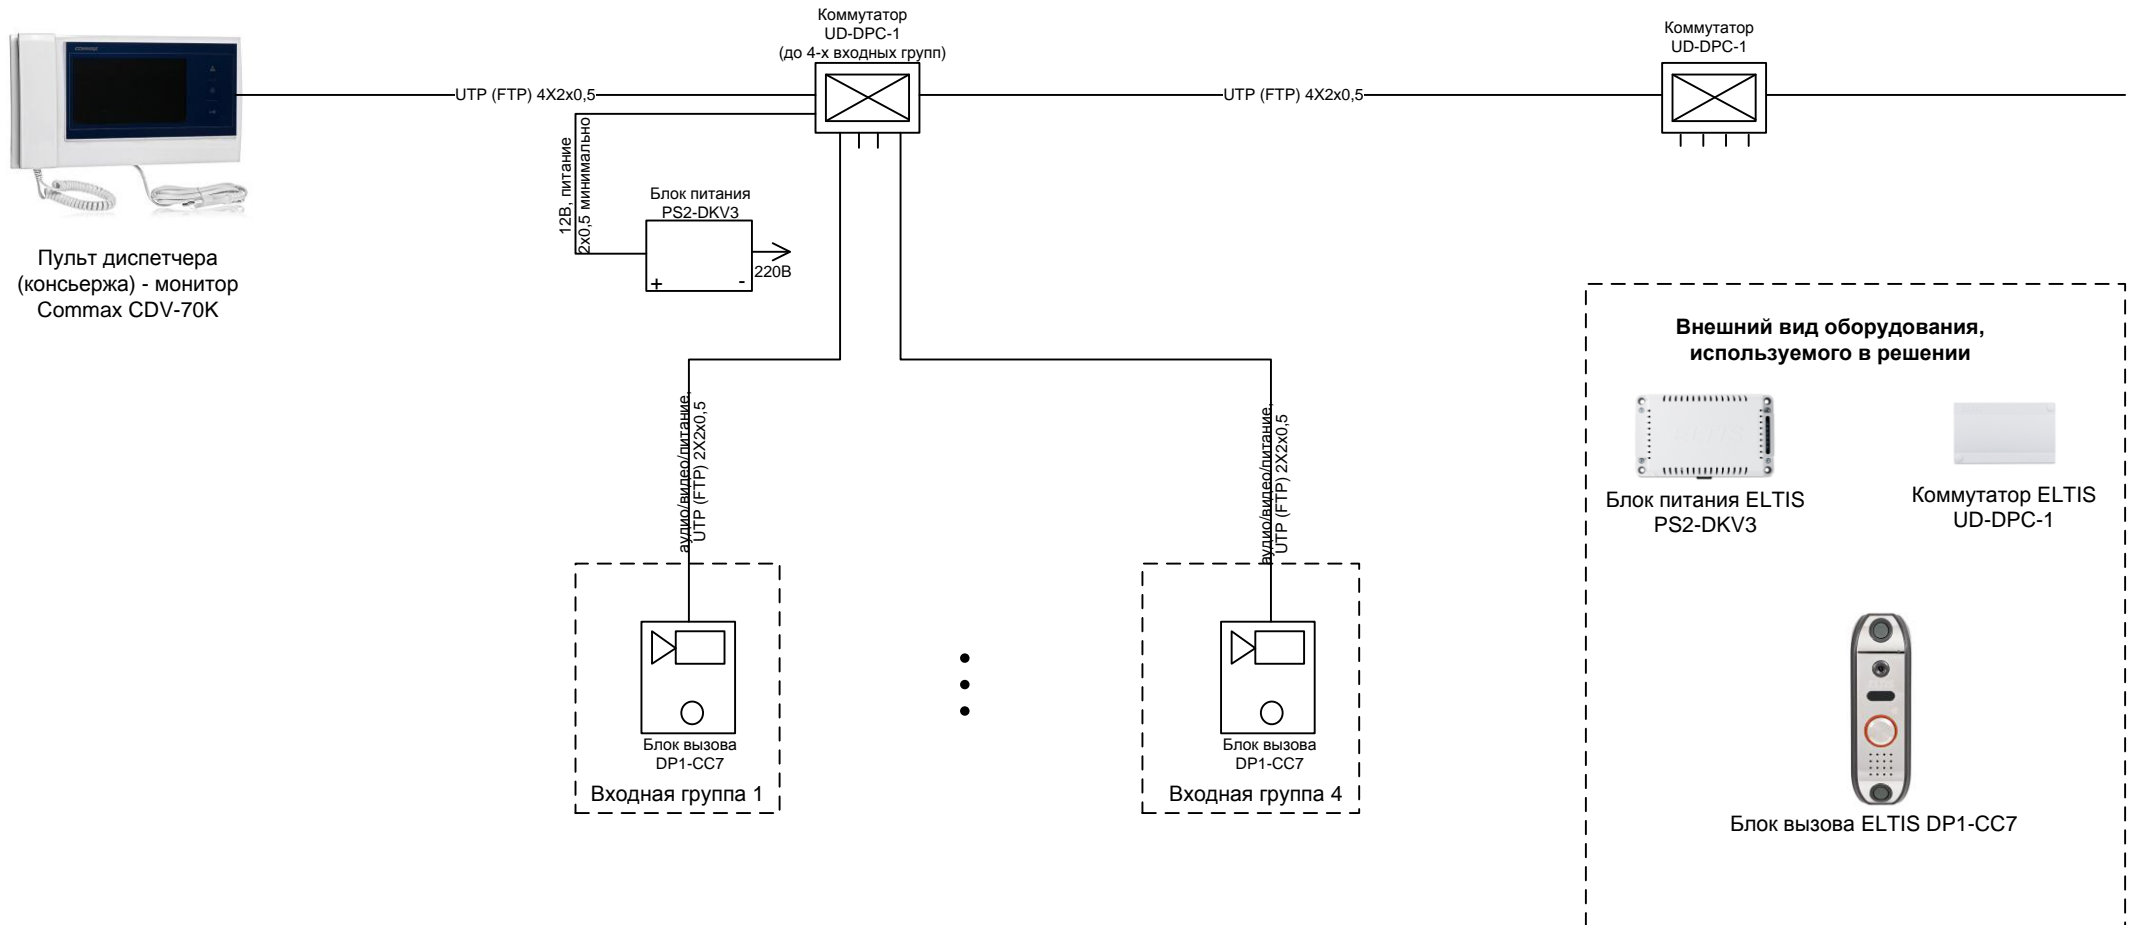 Коммутатор
UD-DPC-1
(до 4-х входных групп)
Коммутатор
UD-DPC-1
COMMAX
UTP (FTP) 4X2x0,5
UTP (FTP) 4X2x0,5
12В, питание
2x0,5 минимально
Блок питания
PS2-DKV3
+
-
220В
Пульт диспетчера
(консьержа) - монитор
Commax CDV-70K
аудио/видео/питание,
UTP (FTP) 2X2x0,5
аудио/видео/питание,
UTP (FTP) 2X2x0,5
Блок вызова
DP1-CC7
Входная группа 1
Блок вызова
DP1-CC7
Входная группа 4
Внешний вид оборудования,
используемого в решении
Блок питания ELTIS
PS2-DKV3
Коммутатор ELTIS
UD-DPC-1
Блок вызова ELTIS DP1-CC7